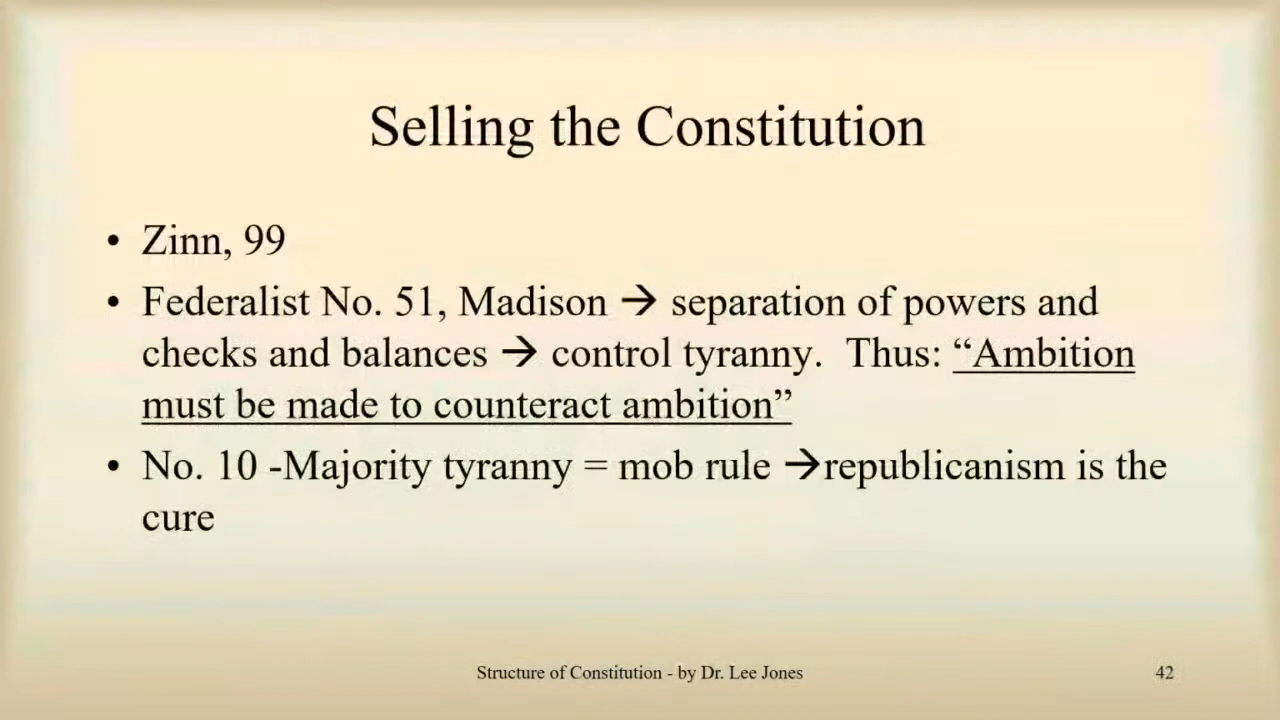 Selling the Constitution
• Zinn, 99
• Federalist No. 51, Madison → separation of powers and
checks and balances → control tyranny.  Thus: “Ambition
must be made to counteract ambition”
• No. 10 -Majority tyranny = mob rule →republicanism is the
cure
Structure of Constitution - by Dr. Lee Jones
42